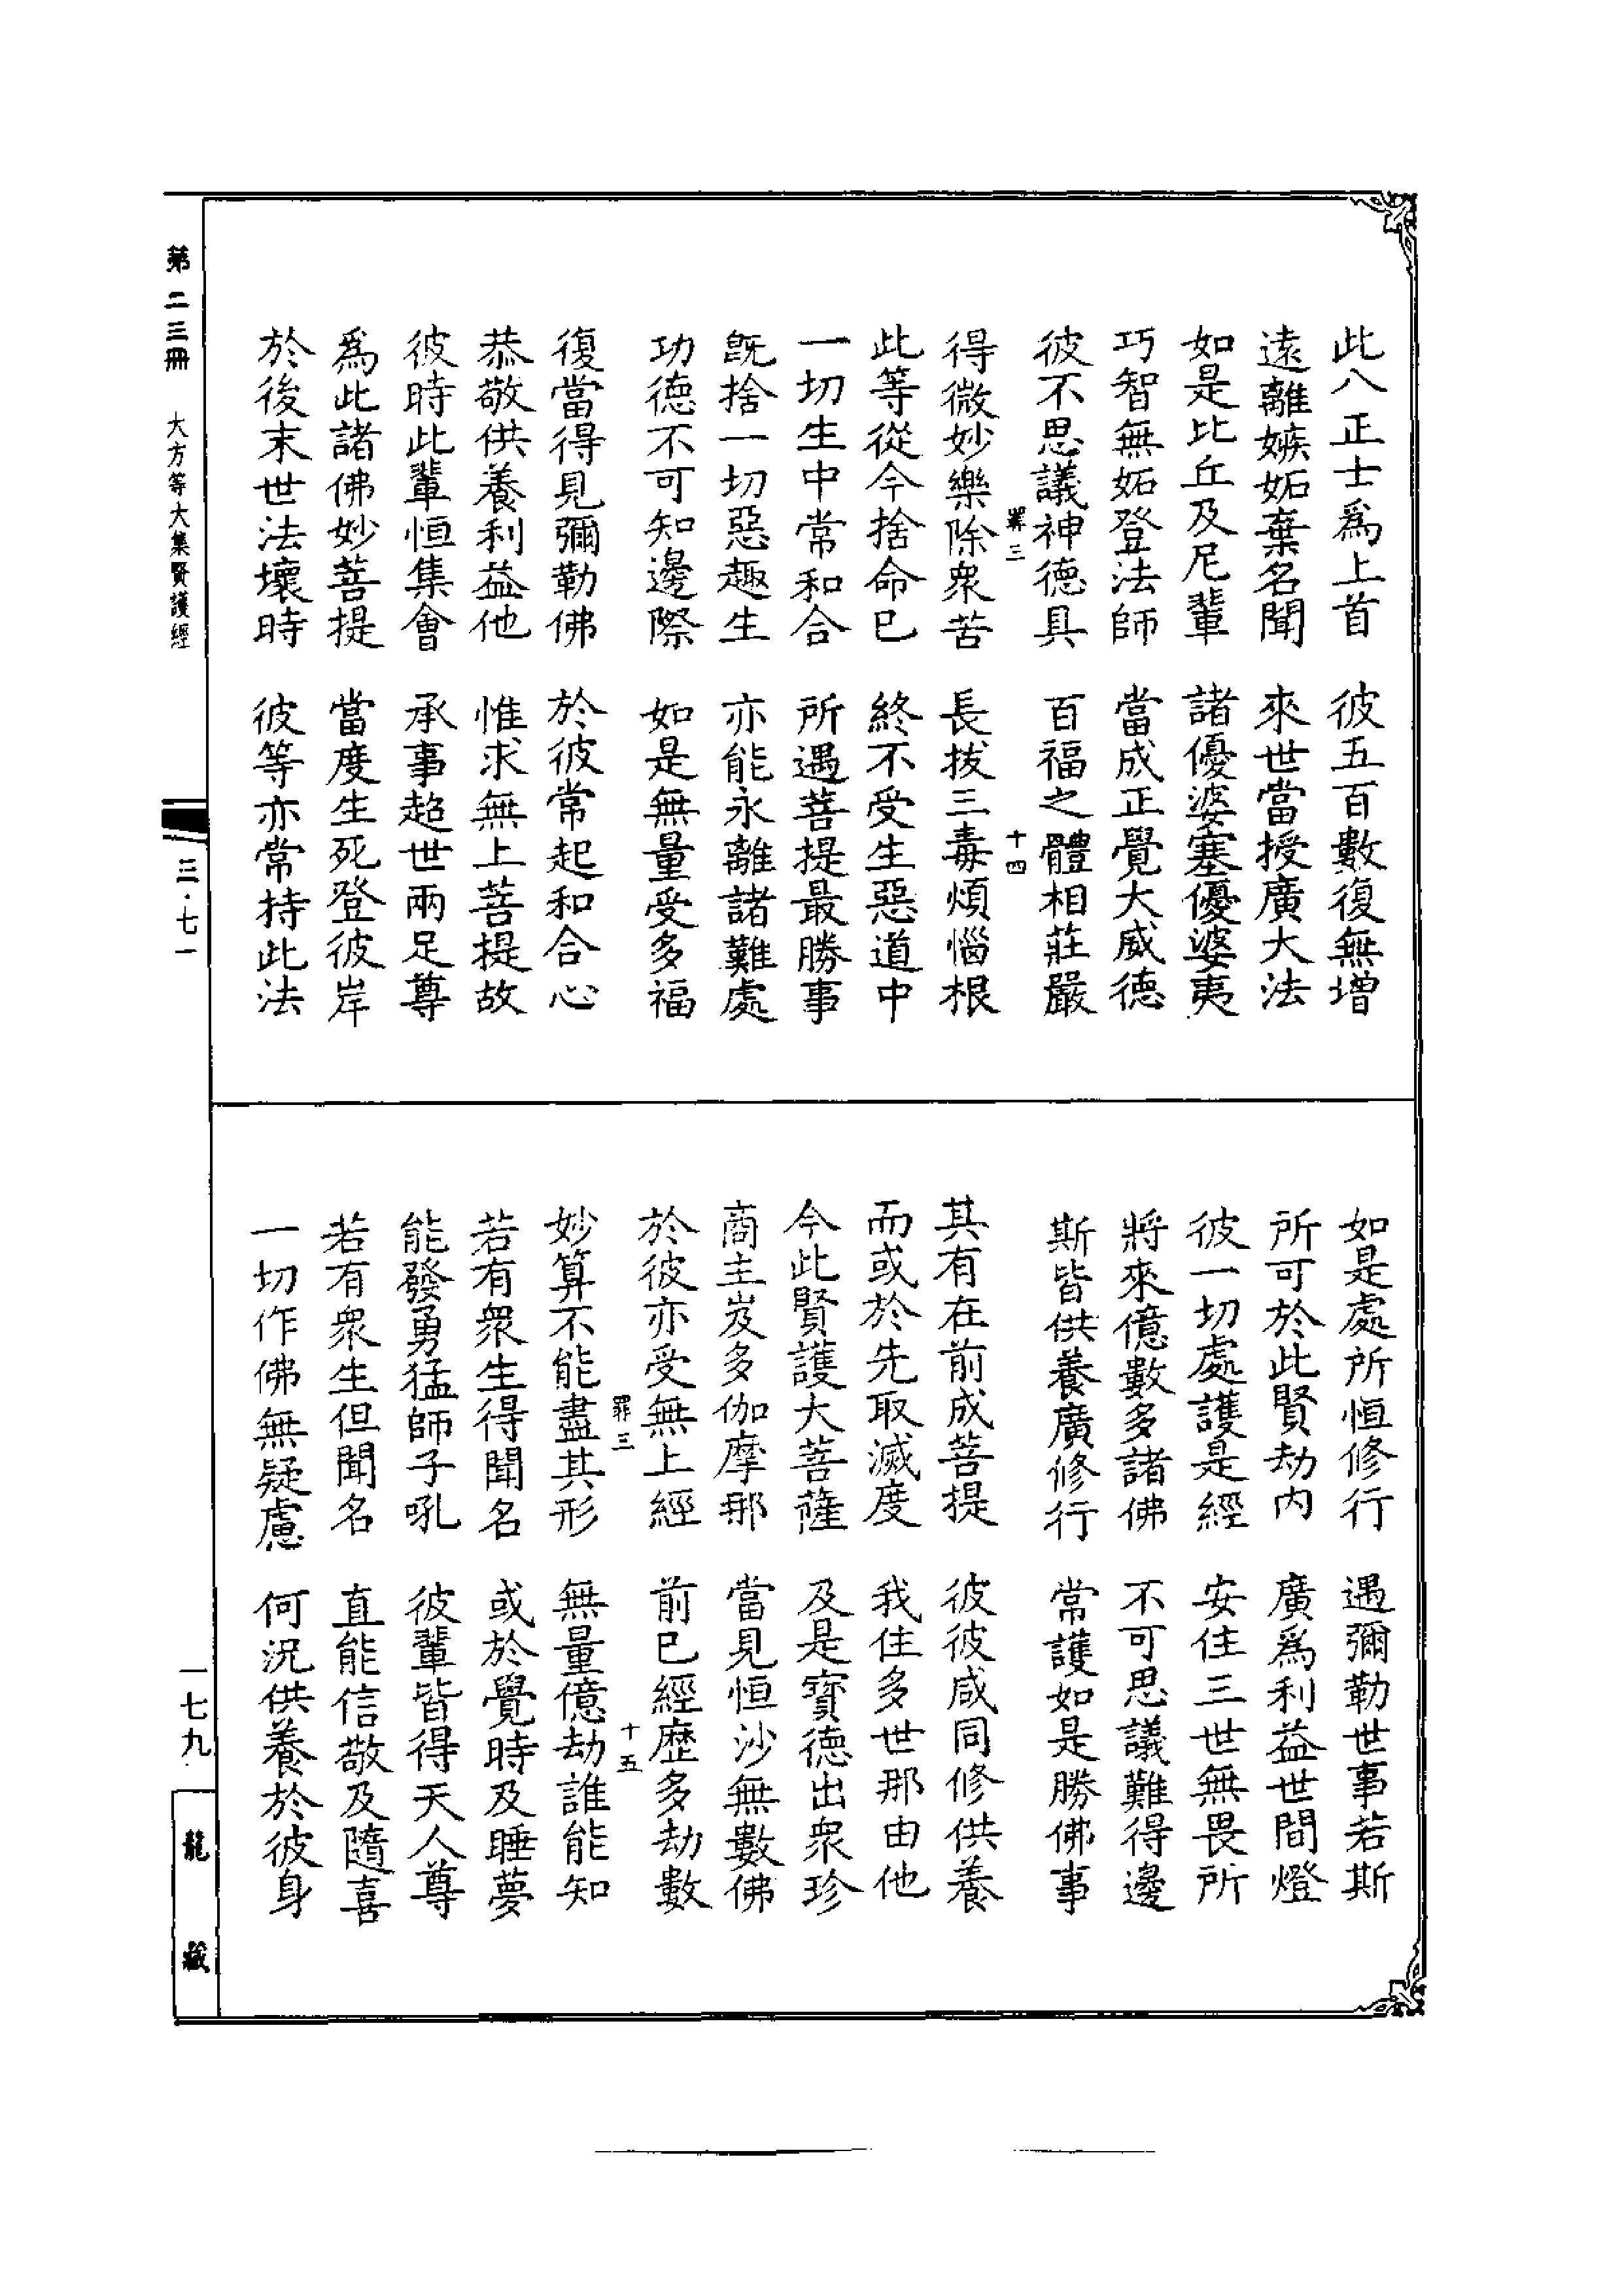 此八正士爲上首　彼五百數復無增
遠離嫉妬棄名聞　來世當授廣大法
如是比丘及尼輩　諸優婆塞優婆夷
巧智無妬登法師　當成正覺大威德
彼不思議神德具　百福之體相莊嚴
十四
得微妙樂除衆苦　長拔三毒煩惱根
此等從今捨命已　終不受生惡道中
一切生中常和合　所遇菩提最勝事
既捨一切惡趣生　亦能永離諸難處
功德不可知邊際　如是無量受多福
復當得見彌勒佛　於彼常起和合心
恭敬供養利益他　惟求無上菩提故
彼時此輩恒集會　承事超世兩足尊
爲此諸佛妙菩提　當度生死登彼岸
於後末世法壞時　彼等亦常持此法
如是處所恒修行　遇彌勒世事若斯
所可於此賢劫內　廣爲利益世間燈
彼一切處護是經　安住三世無畏所
將來億數多諸佛　不可思議難得邊
斯皆供養廣修行　常護如是勝佛事
其有在前成菩提　彼彼咸同修供養
而或於先取滅度　我住多世那由他
今此賢護大菩薩　及是寶德出衆珍
商主岌多伽摩那　當見恒沙無數佛
於彼亦受無上經　前已經歷多劫數
十五
妙算不能盡其形　無量億劫誰能知
若有衆生得聞名　或於覺時及睡夢
能發勇猛師子吼　彼輩皆得天人尊
若有衆生但聞名　直能信敬及隨喜
一切作佛無疑慮　何況供養於彼身
第二三冊　大方等大集賢護經　三·七一　一七九　龍藏